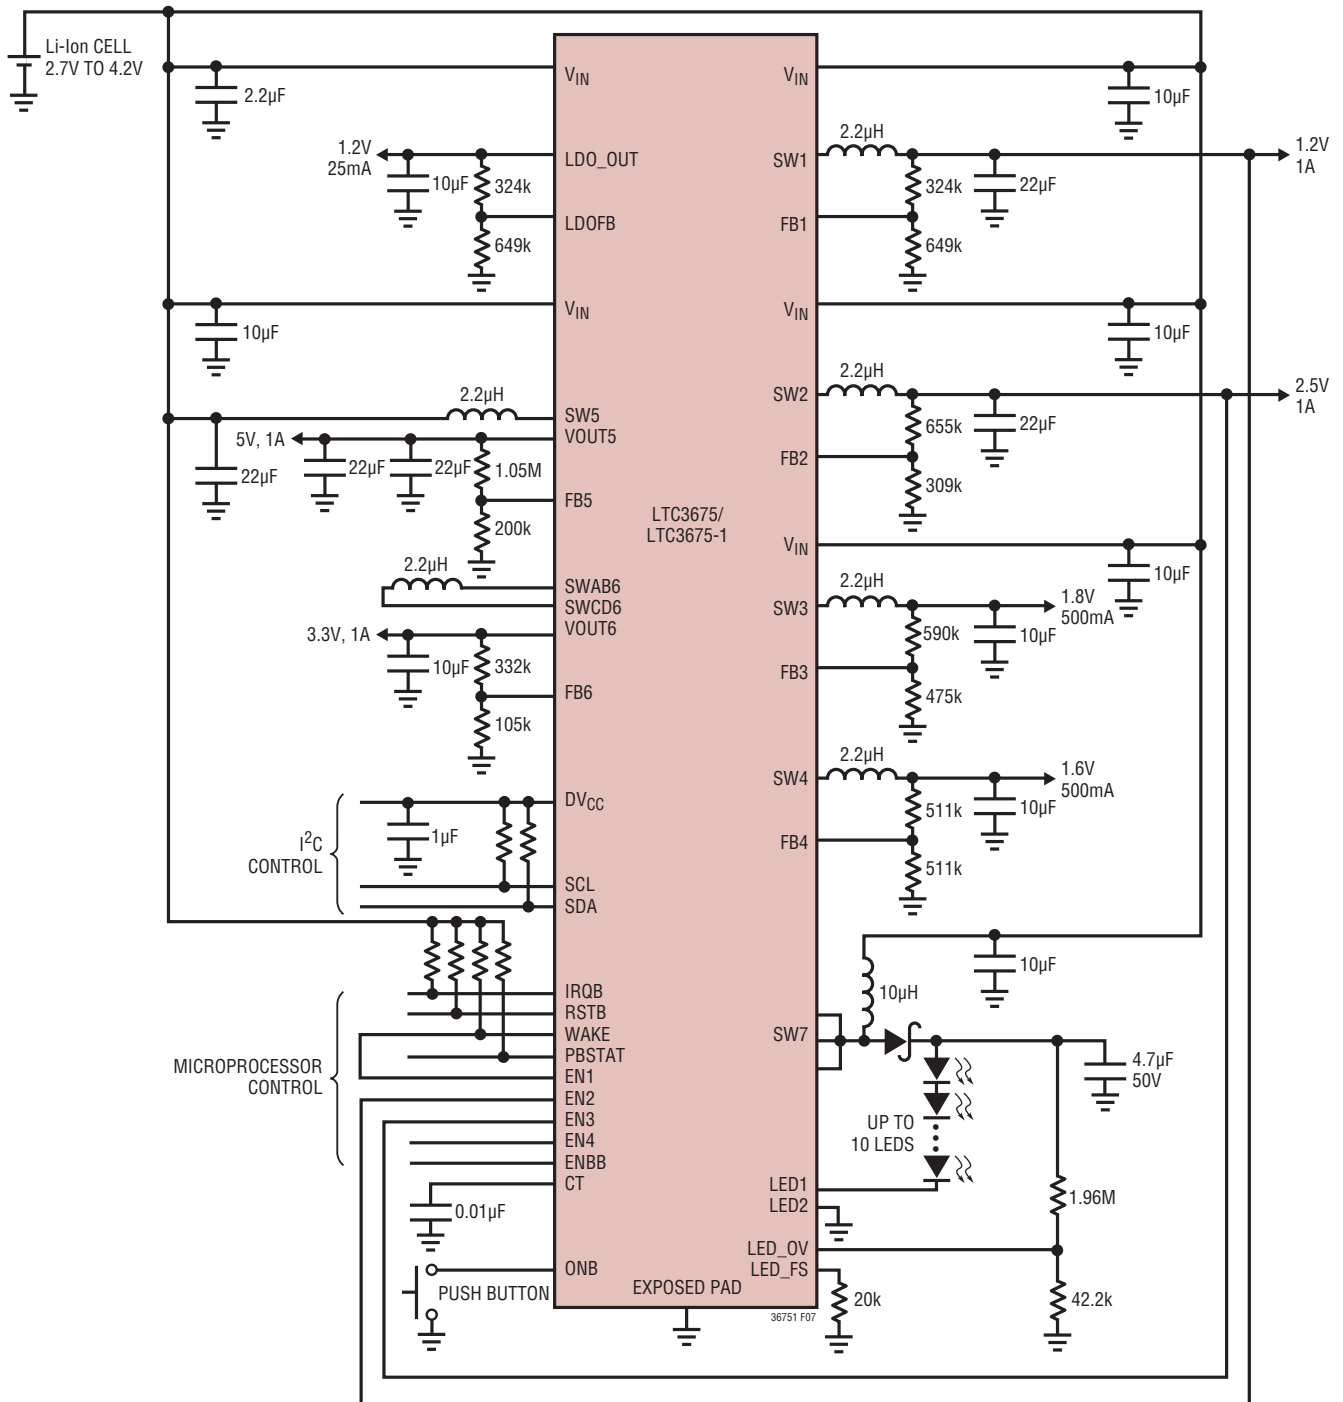 Li-Ion CELL
2.7V TO 4.2V
2.2µF
1.2V
25mA
10µF
324k
649k
10µF
2.2µH
5V, 1A
22µF
22µF
22µF
1.05M
200k
2.2µH
3.3V, 1A
10µF
332k
105k
I2C
CONTROL
1µF
MICROPROCESSOR
CONTROL
0.01µF
PUSH BUTTON
VIN
LDO_OUT
LDOFB
VIN
SW5
VOUT5
FB5
SWAB6
SWCD6
VOUT6
FB6
DVCC
SCL
SDA
IRQB
RSTB
WAKE
PBSTAT
EN1
EN2
EN3
EN4
ENBB
CT
ONB
LTC3675/
LTC3675-1
EXPOSED PAD
VIN
SW1
FB1
VIN
SW2
FB2
VIN
SW3
FB3
SW4
FB4
SW7
LED1
LED2
LED_OV
LED_FS
36751 F07
10µF
2.2µH
324k
649k
22µF
1.2V
1A
10µF
2.2µH
655k
309k
22µF
2.5V
1A
10µF
2.2µH
590k
475k
10µF
1.8V
500mA
2.2µH
511k
511k
10µF
1.6V
500mA
10µF
10µH
4.7µF
50V
UP TO
10 LEDS
1.96M
20k
42.2k